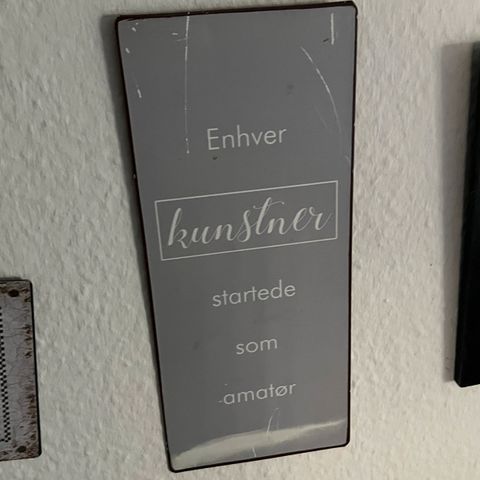 Enhver
kunstner
startede
som
amatør